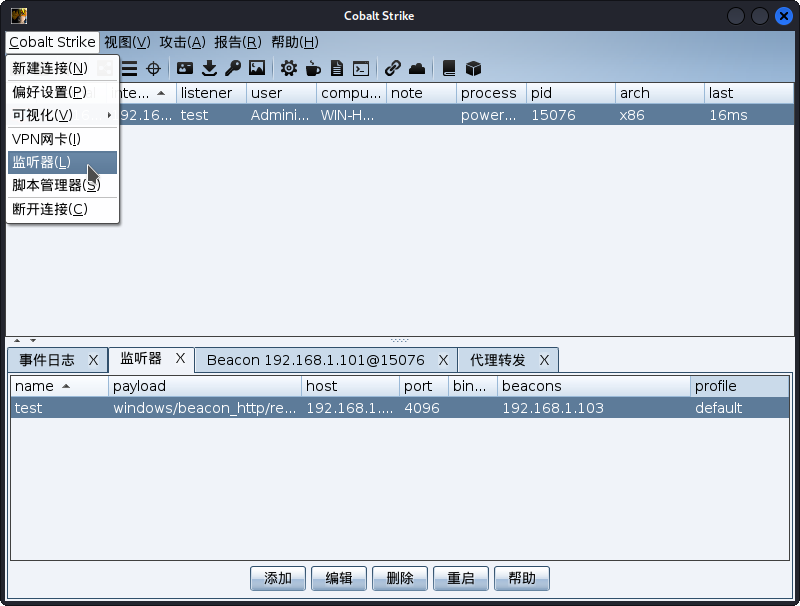 Cobalt Strike
Cobalt Strike 视图(V) 攻击(A) 报告(R) 帮助(H)
新建连接(N)
偏好设置(P)
可视化(V)
VPN网卡(I)
监听器(L)
脚本管理器(S)
断开连接(C)
inte... listener user compu... note process pid arch last
92.16... test Admini... WIN-H... power... 15076 x86 16ms
事件日志 X 监听器 X Beacon 192.168.1.101@15076 X 代理转发 X
name payload host port bin... beacons profile
test windows/beacon_http/re... 192.168.1.... 4096 192.168.1.103 default
添加 编辑 删除 重启 帮助